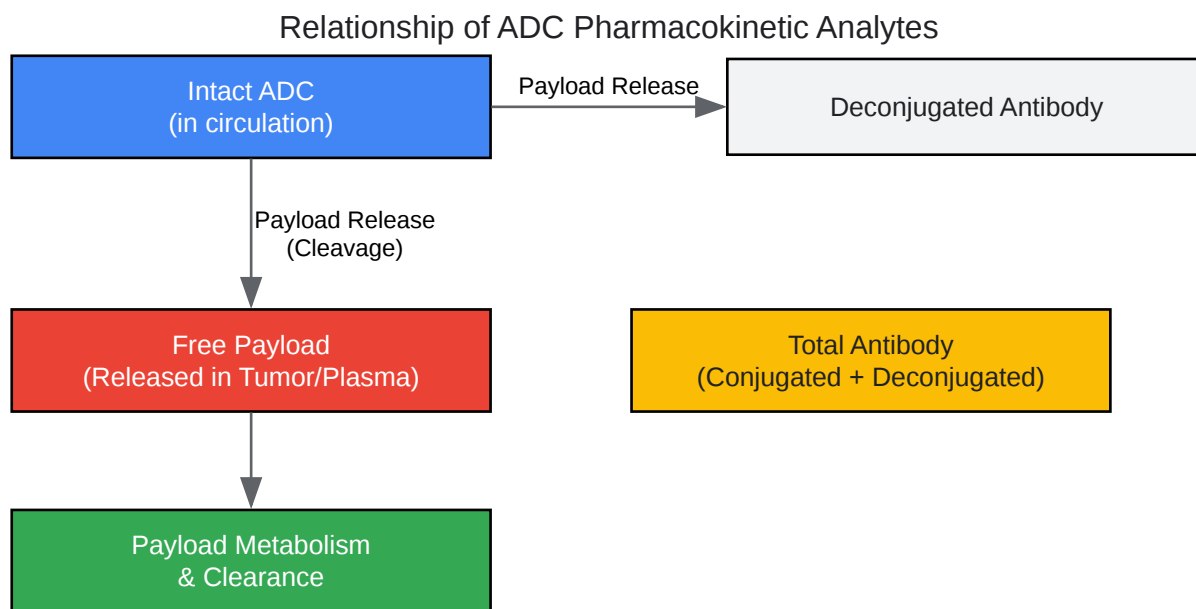 Relationship of ADC Pharmacokinetic Analytes
Intact ADC
(in circulation)
Payload Release
Deconjugated Antibody
Payload Release
(Cleavage)
Free Payload
(Released in Tumor/Plasma)
Total Antibody
(Conjugated + Deconjugated)
Payload Metabolism
& Clearance